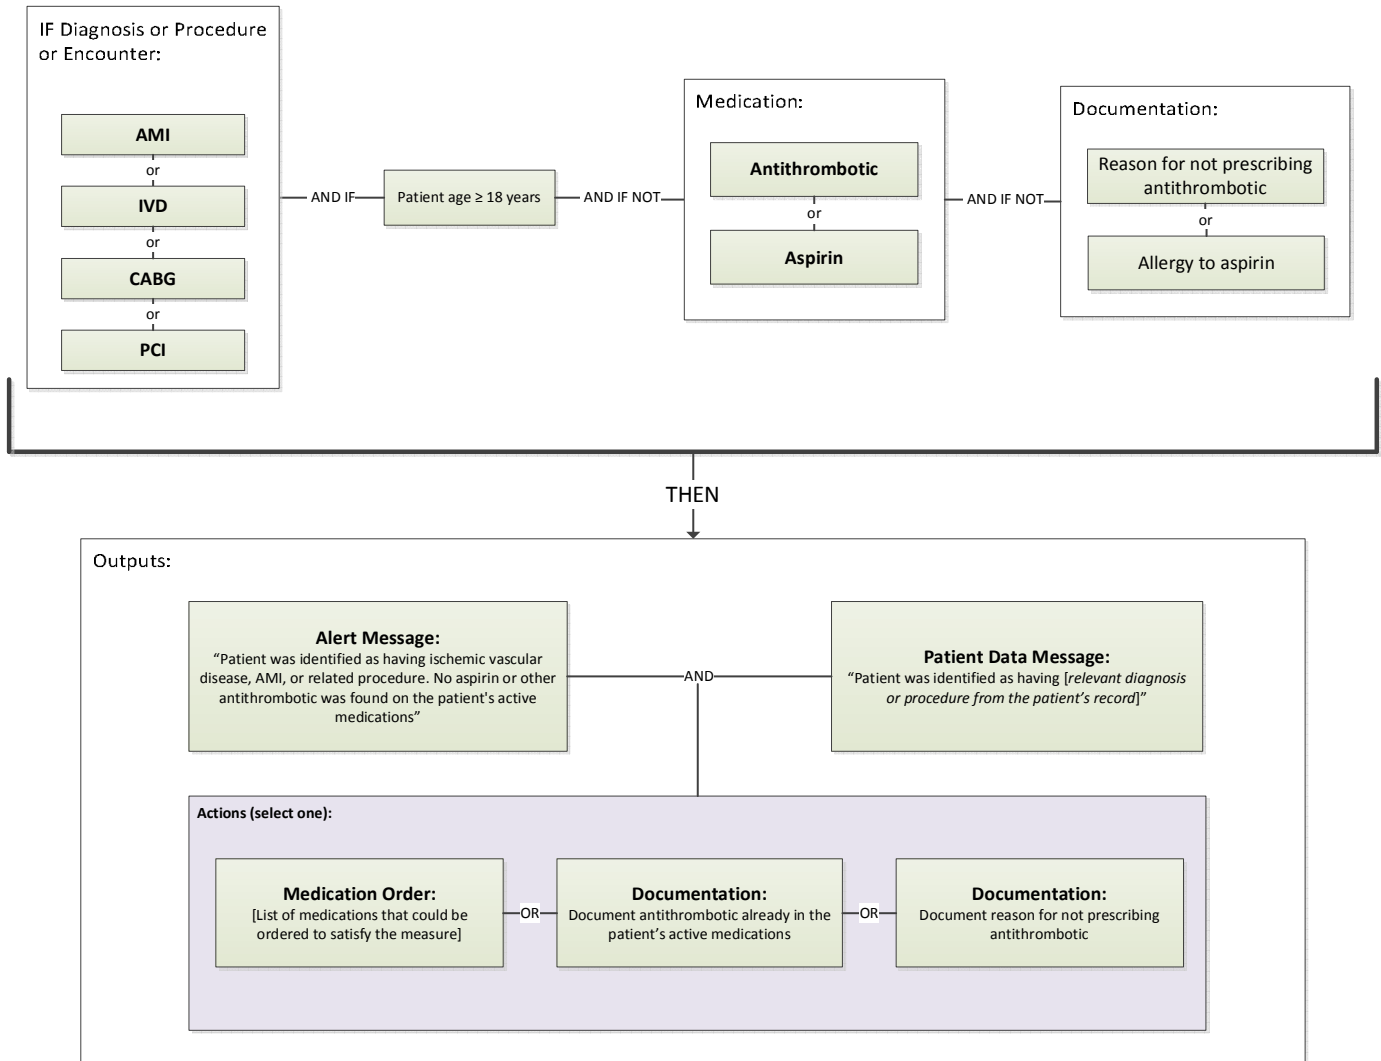 IF Diagnosis or Procedure
or Encounter:
AMI
or
IVD
or
CABG
or
PCI
AND IF
Patient age ≥ 18 years
AND IF NOT
Medication:
Antithrombotic
or
Aspirin
AND IF NOT
Documentation:
Reason for not prescribing
antithrombotic
or
Allergy to aspirin
THEN
Outputs:
Alert Message:
“Patient was identified as having ischemic vascular
disease, AMI, or related procedure. No aspirin or other
antithrombotic was found on the patient's active
medications”
AND
Patient Data Message:
“Patient was identified as having [relevant diagnosis
or procedure from the patient’s record]”
Actions (select one):
Medication Order:
[List of medications that could be
ordered to satisfy the measure]
OR
Documentation:
Document antithrombotic already in the
patient’s active medications
OR
Documentation:
Document reason for not prescribing
antithrombotic